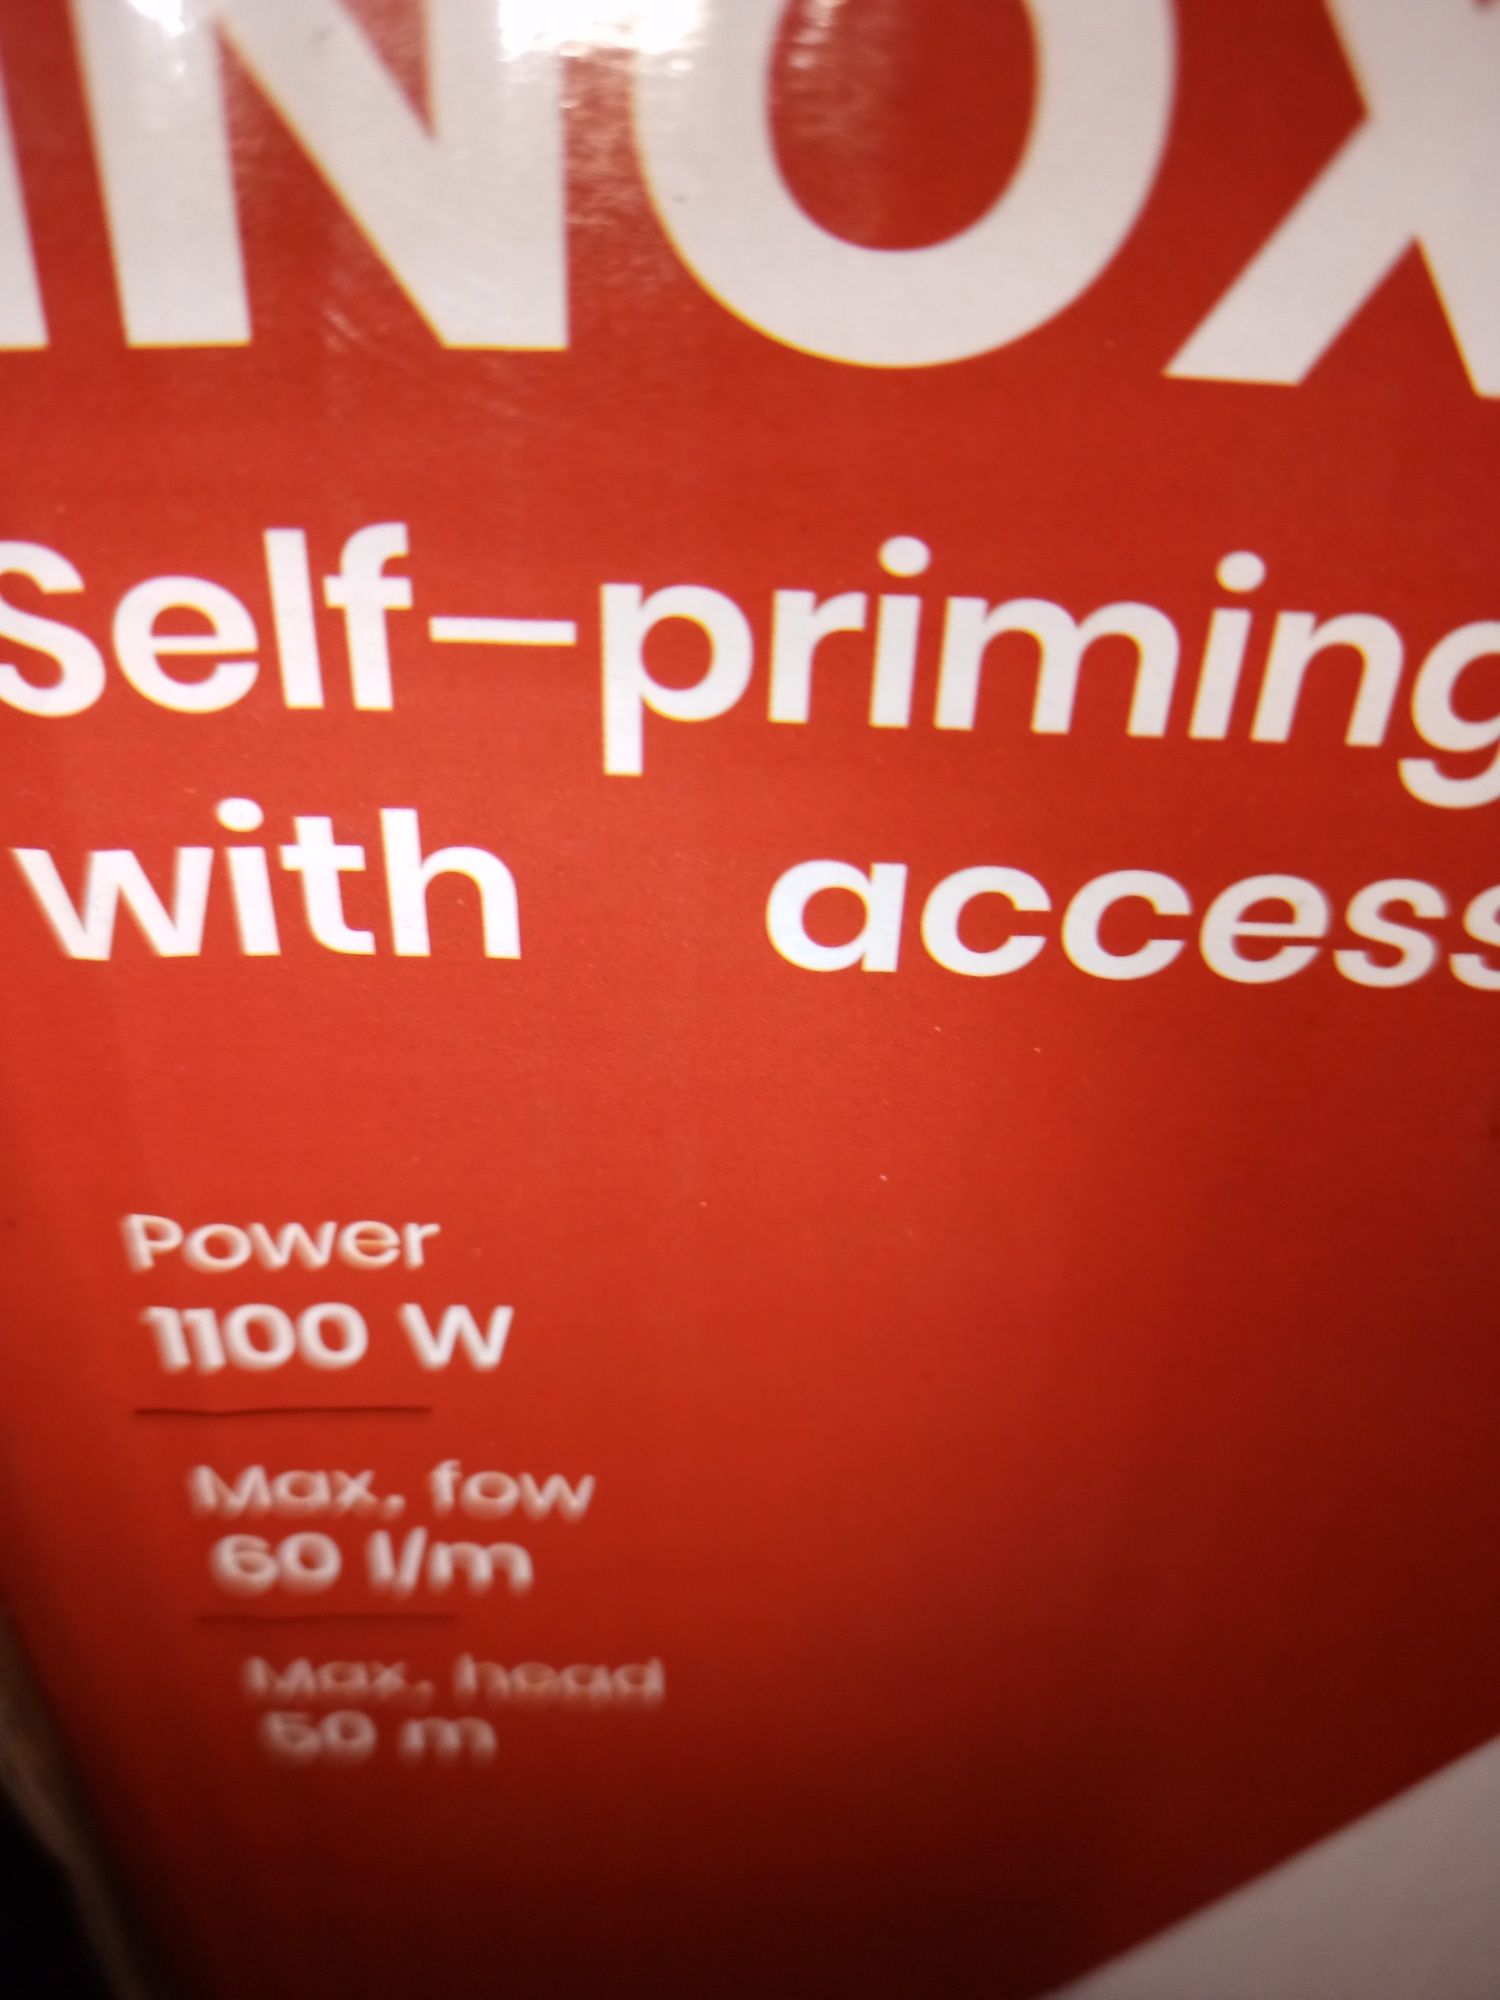 INOX
Self-priming
with access
Power
1100 W
Max, fow
60 l/m
Max, head
50 m